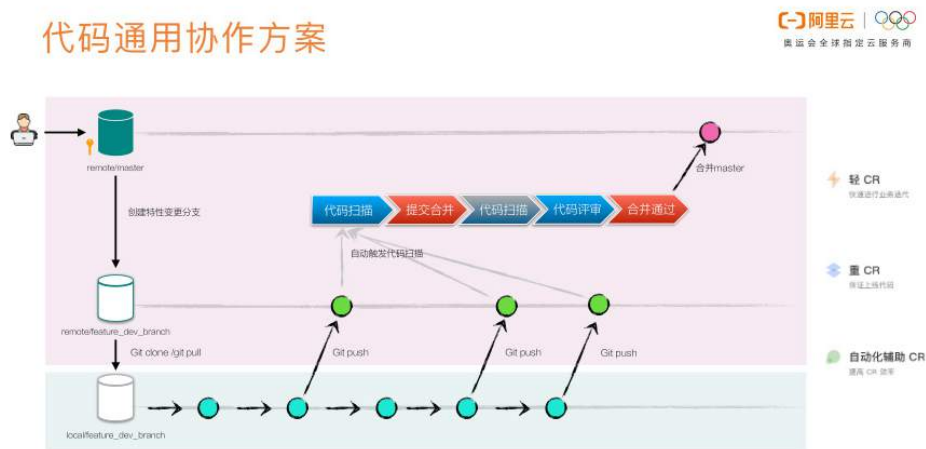 代码通用协作方案
阿里云
奥运会全球指定云服务商
remote/master
合并master
轻 CR
快速进行业务迭代
创建特性变更分支
代码扫描
提交合并
代码扫描
代码评审
合并通过
自动触发代码扫描
重 CR
保证上线代码
remote/feature_dev_branch
Git clone /git pull
Git push
Git push
Git push
自动化辅助 CR
提高 CR 效率
local/feature_dev_branch